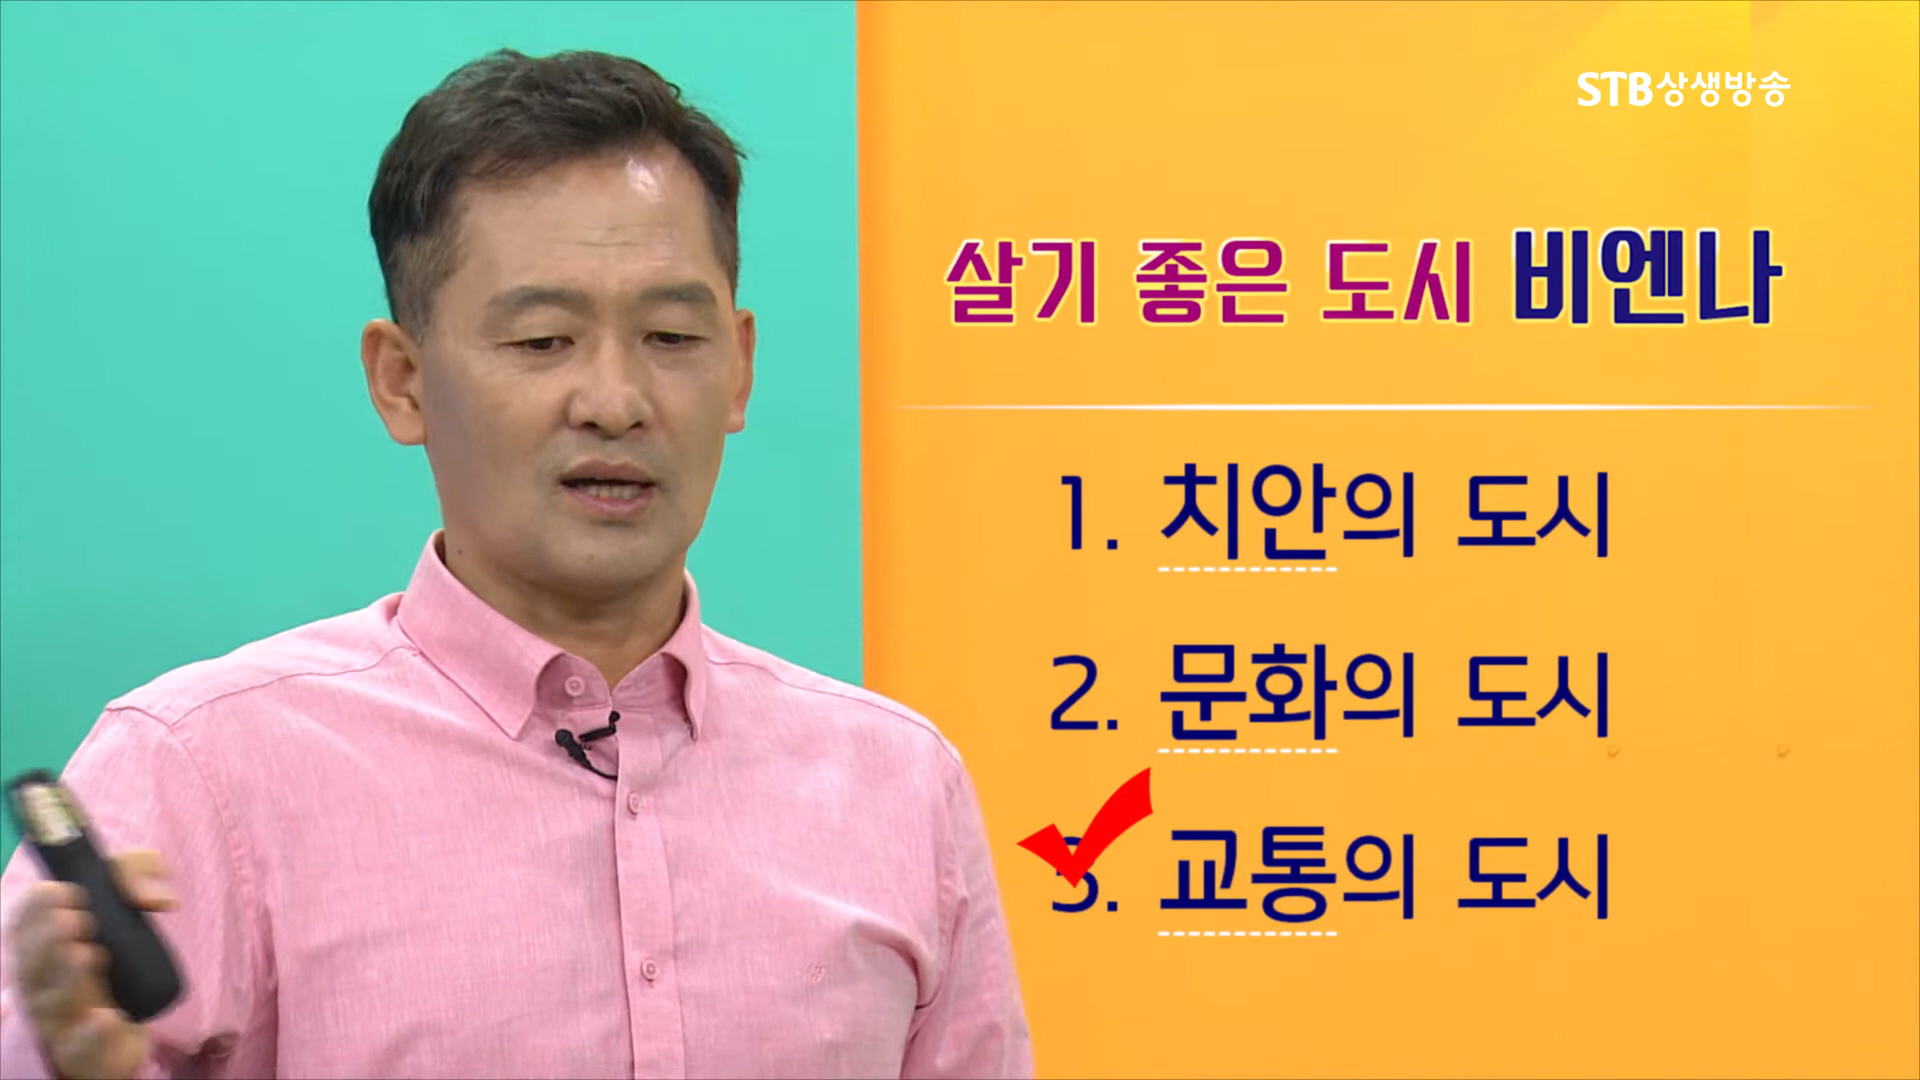 STB상생방송
살기 좋은 도시 비엔나
1. 치안의 도시
2. 문화의 도시
3. 교통의 도시